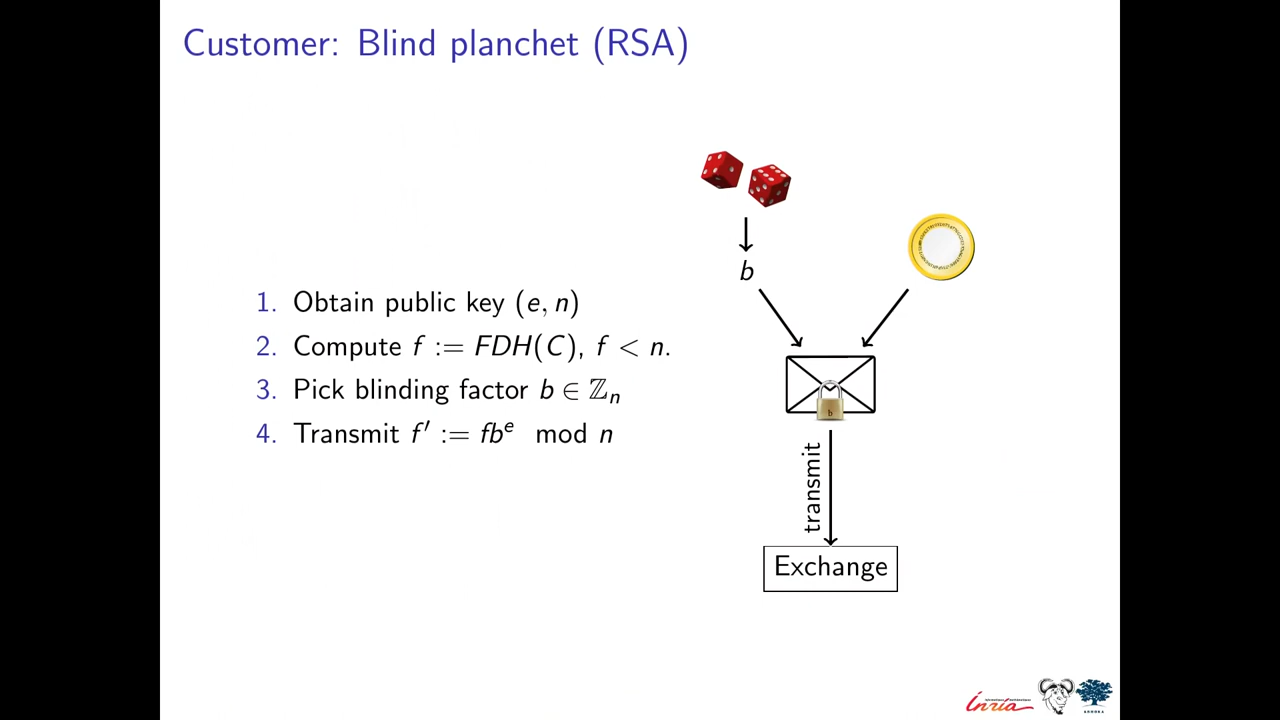 Customer: Blind planchet (RSA)
1. Obtain public key (e, n)
2. Compute f := FDH(C), f < n.
3. Pick blinding factor b ∈ ℤₙ
4. Transmit f′ := fbᵉ mod n
b
b
transmit
Exchange
Inría